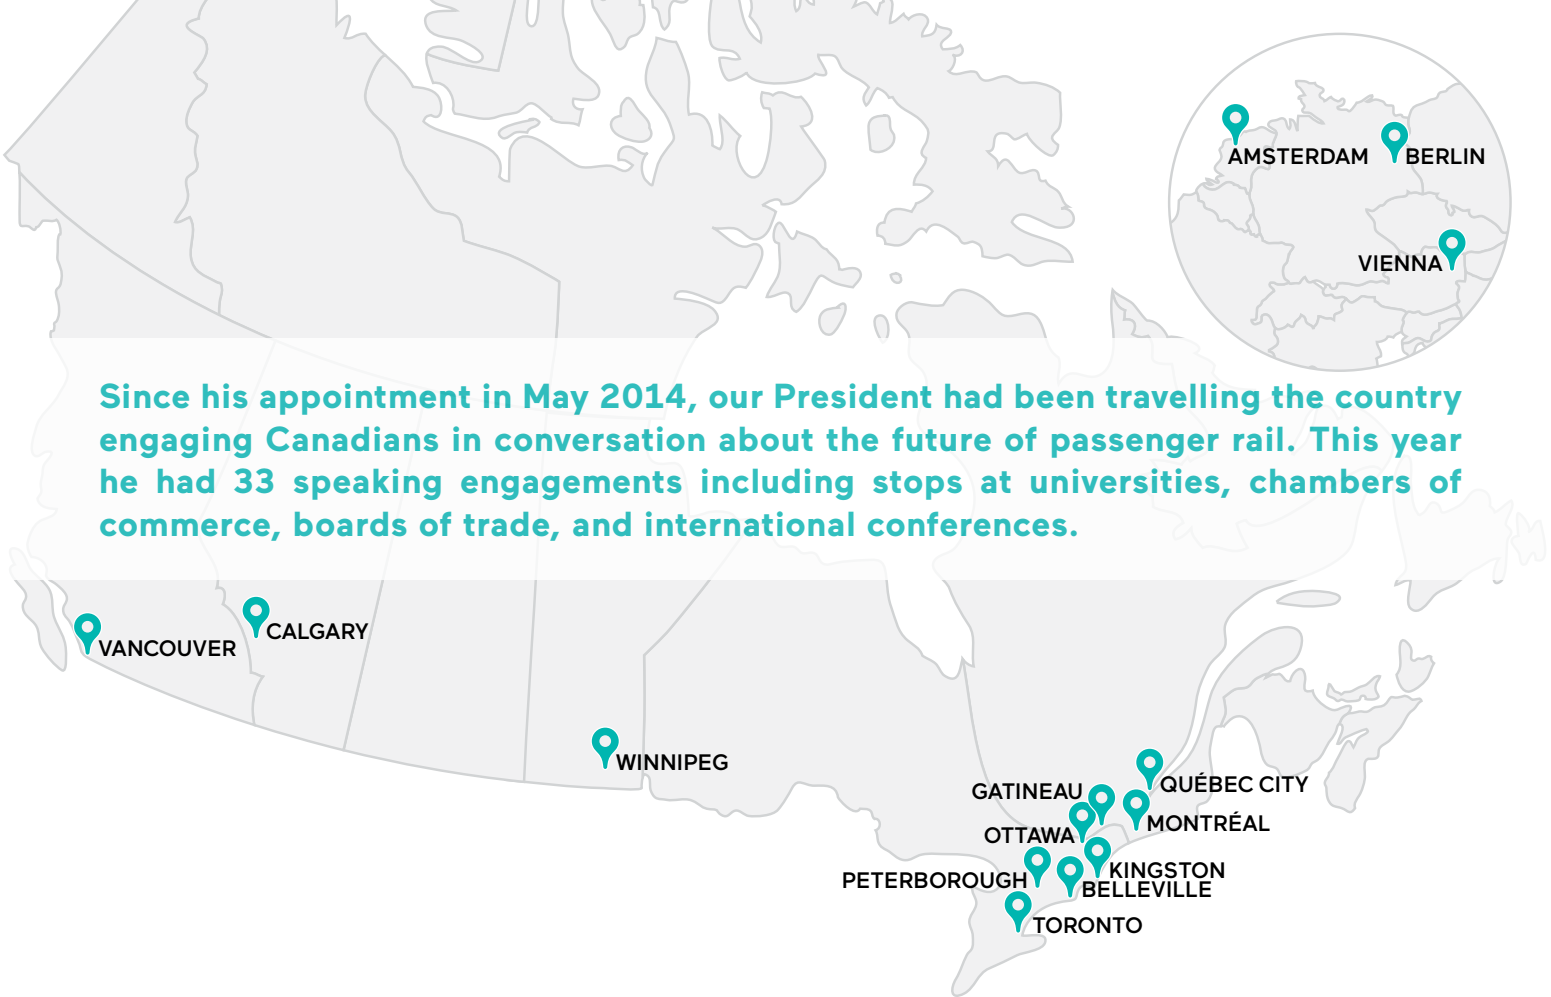 AMSTERDAM
BERLIN
VIENNA
Since his appointment in May 2014, our President had been travelling the country
engaging Canadians in conversation about the future of passenger rail. This year
he had 33 speaking engagements including stops at universities, chambers of
commerce, boards of trade, and international conferences.
CALGARY
VANCOUVER
WINNIPEG
QUÉBEC CITY
GATINEAU
MONTRÉAL
OTTAWA
KINGSTON
PETERBOROUGH
BELLEVILLE
TORONTO